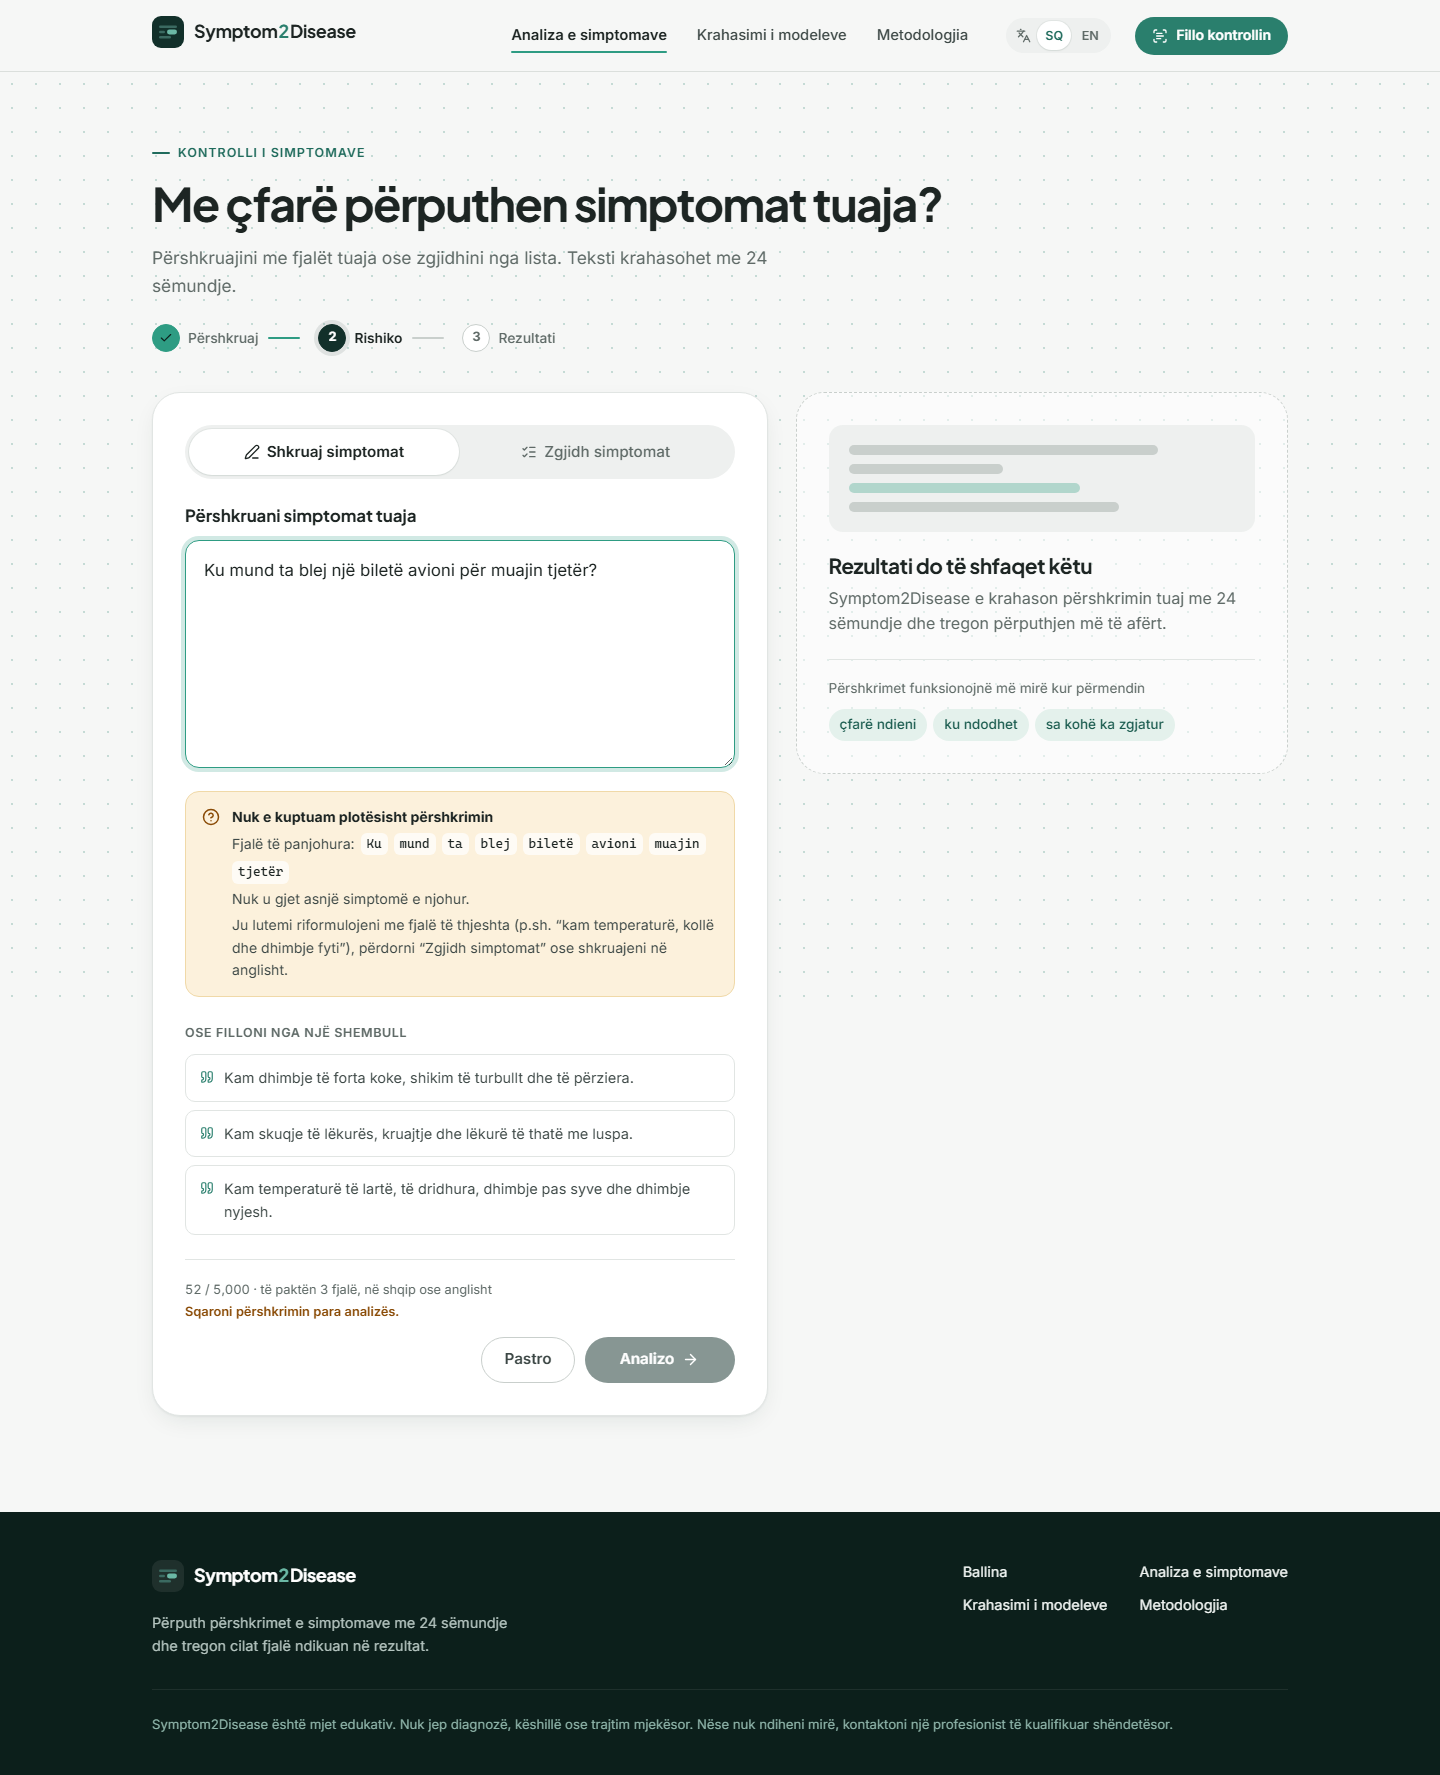 Symptom2Disease
Analiza e simptomave
Krahasimi i modeleve
Metodologjia
SQ
EN
Fillo kontrollin
KONTROLLI I SIMPTOMAVE
Me çfarë përputhen simptomat tuaja?
Përshkruajini me fjalët tuaja ose zgjidhini nga lista. Teksti krahasohet me 24
sëmundje.
Përshkruaj
2
Rishiko
3
Rezultati
Shkruaj simptomat
Zgjidh simptomat
Përshkruani simptomat tuaja
Ku mund ta blej një biletë avioni për muajin tjetër?
Nuk e kuptuam plotësisht përshkrimin
Fjalë të panjohura: Ku mund ta blej biletë avioni muajin
tjetër
Nuk u gjet asnjë simptomë e njohur.
Ju lutemi riformulojeni me fjalë të thjeshta (p.sh. “kam temperaturë, kollë
dhe dhimbje fyti”), përdorni “Zgjidh simptomat” ose shkruajeni në
anglisht.
OSE FILLONI NGA NJË SHEMBULL
Kam dhimbje të forta koke, shikim të turbullt dhe të përziera.
Kam skuqje të lëkurës, kruajtje dhe lëkurë të thatë me luspa.
Kam temperaturë të lartë, të dridhura, dhimbje pas syve dhe dhimbje
nyjesh.
52 / 5,000 · të paktën 3 fjalë, në shqip ose anglisht
Sqaroni përshkrimin para analizës.
Pastro
Analizo
Rezultati do të shfaqet këtu
Symptom2Disease e krahason përshkrimin tuaj me 24
sëmundje dhe tregon përputhjen më të afërt.
Përshkrimet funksionojnë më mirë kur përmendin
çfarë ndieni
ku ndodhet
sa kohë ka zgjatur
Symptom2Disease
Përputh përshkrimet e simptomave me 24 sëmundje
dhe tregon cilat fjalë ndikuan në rezultat.
Ballina
Analiza e simptomave
Krahasimi i modeleve
Metodologjia
Symptom2Disease është mjet edukativ. Nuk jep diagnozë, këshillë ose trajtim mjekësor. Nëse nuk ndiheni mirë, kontaktoni një profesionist të kualifikuar shëndetësor.